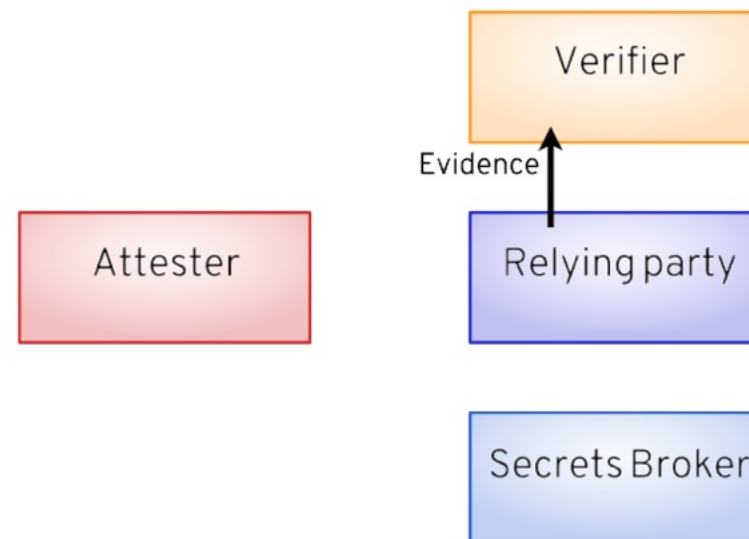 Verifier
Evidence
Attester
Relying party
Secrets Broker